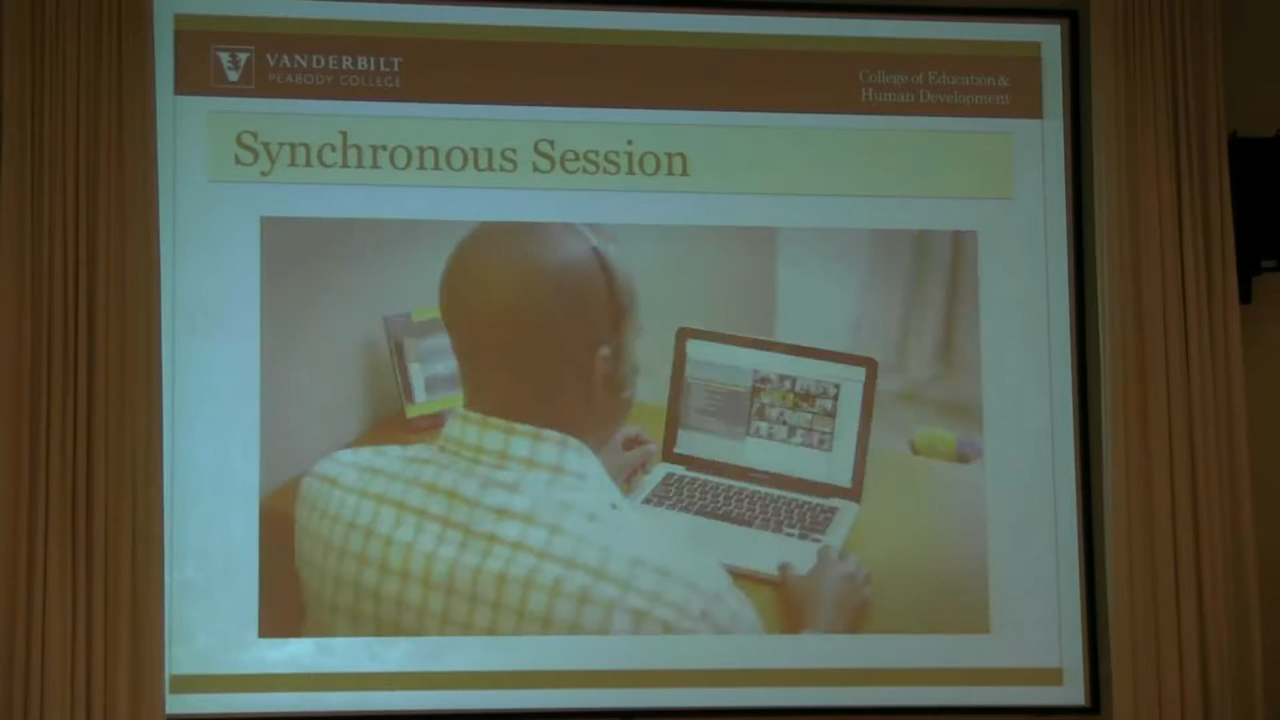 VANDERBILT
PEABODY COLLEGE
College of Education &
Human Development
Synchronous Session